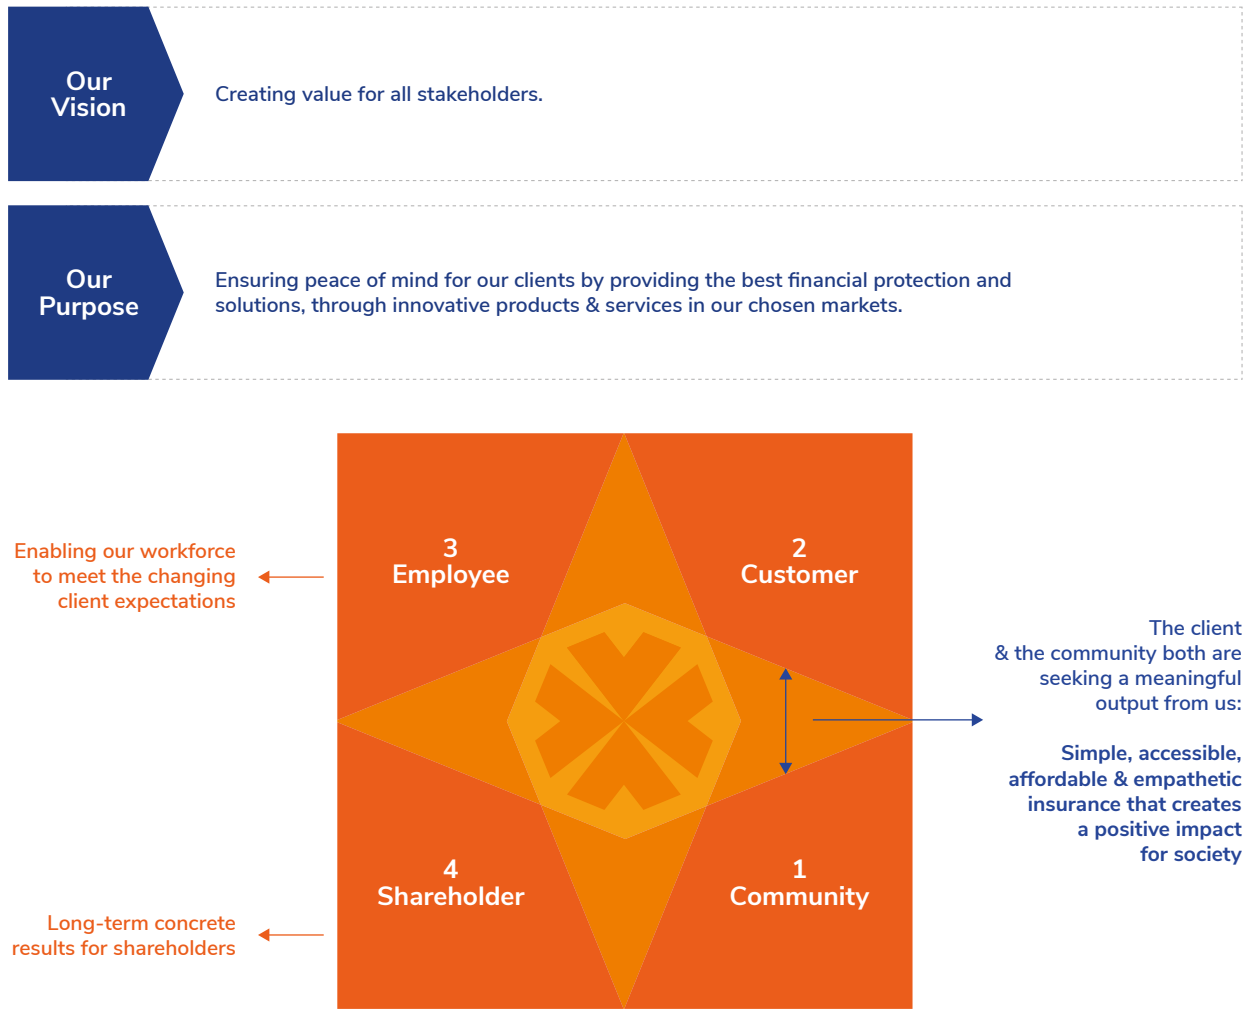 Our
Vision
Creating value for all stakeholders.
Our
Purpose
Ensuring peace of mind for our clients by providing the best financial protection and
solutions, through innovative products & services in our chosen markets.
3
Employee
2
Customer
Enabling our workforce
to meet the changing
client expectations
The client
& the community both are
seeking a meaningful
output from us:
Simple, accessible,
affordable & empathetic
insurance that creates
a positive impact
for society
4
Shareholder
1
Community
Long-term concrete
results for shareholders